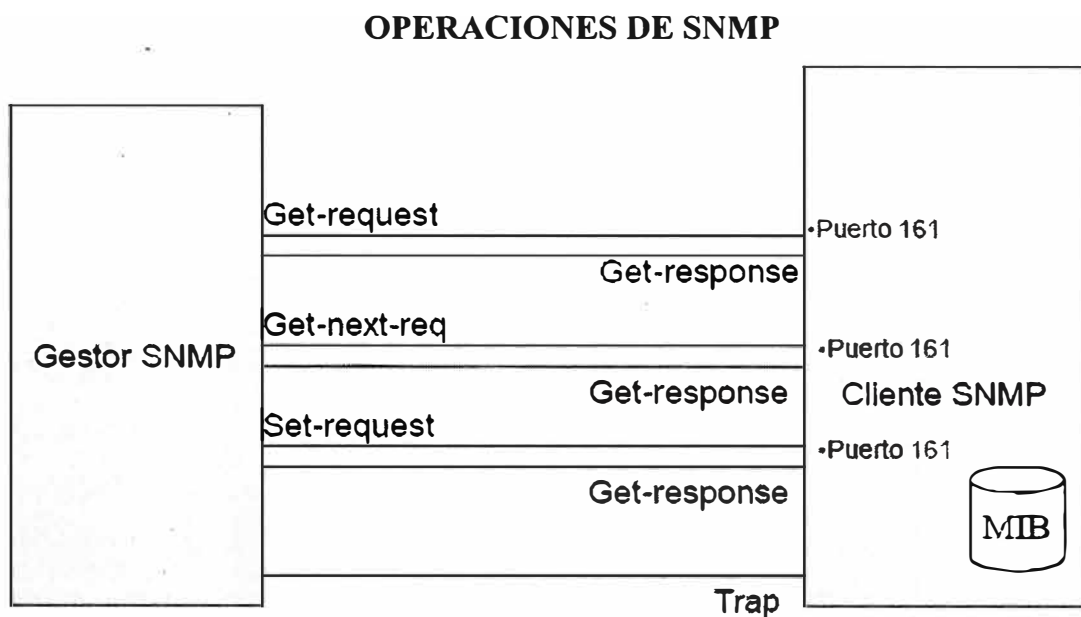 OPERACIONES DE SNMP
Get-request
•Puerto 161
Get-response
Get-next-req
•Puerto 161
Gestor SNMP
Get-response
Cliente SNMP
Set-request
•Puerto 161
Get-response
MIB
Trap